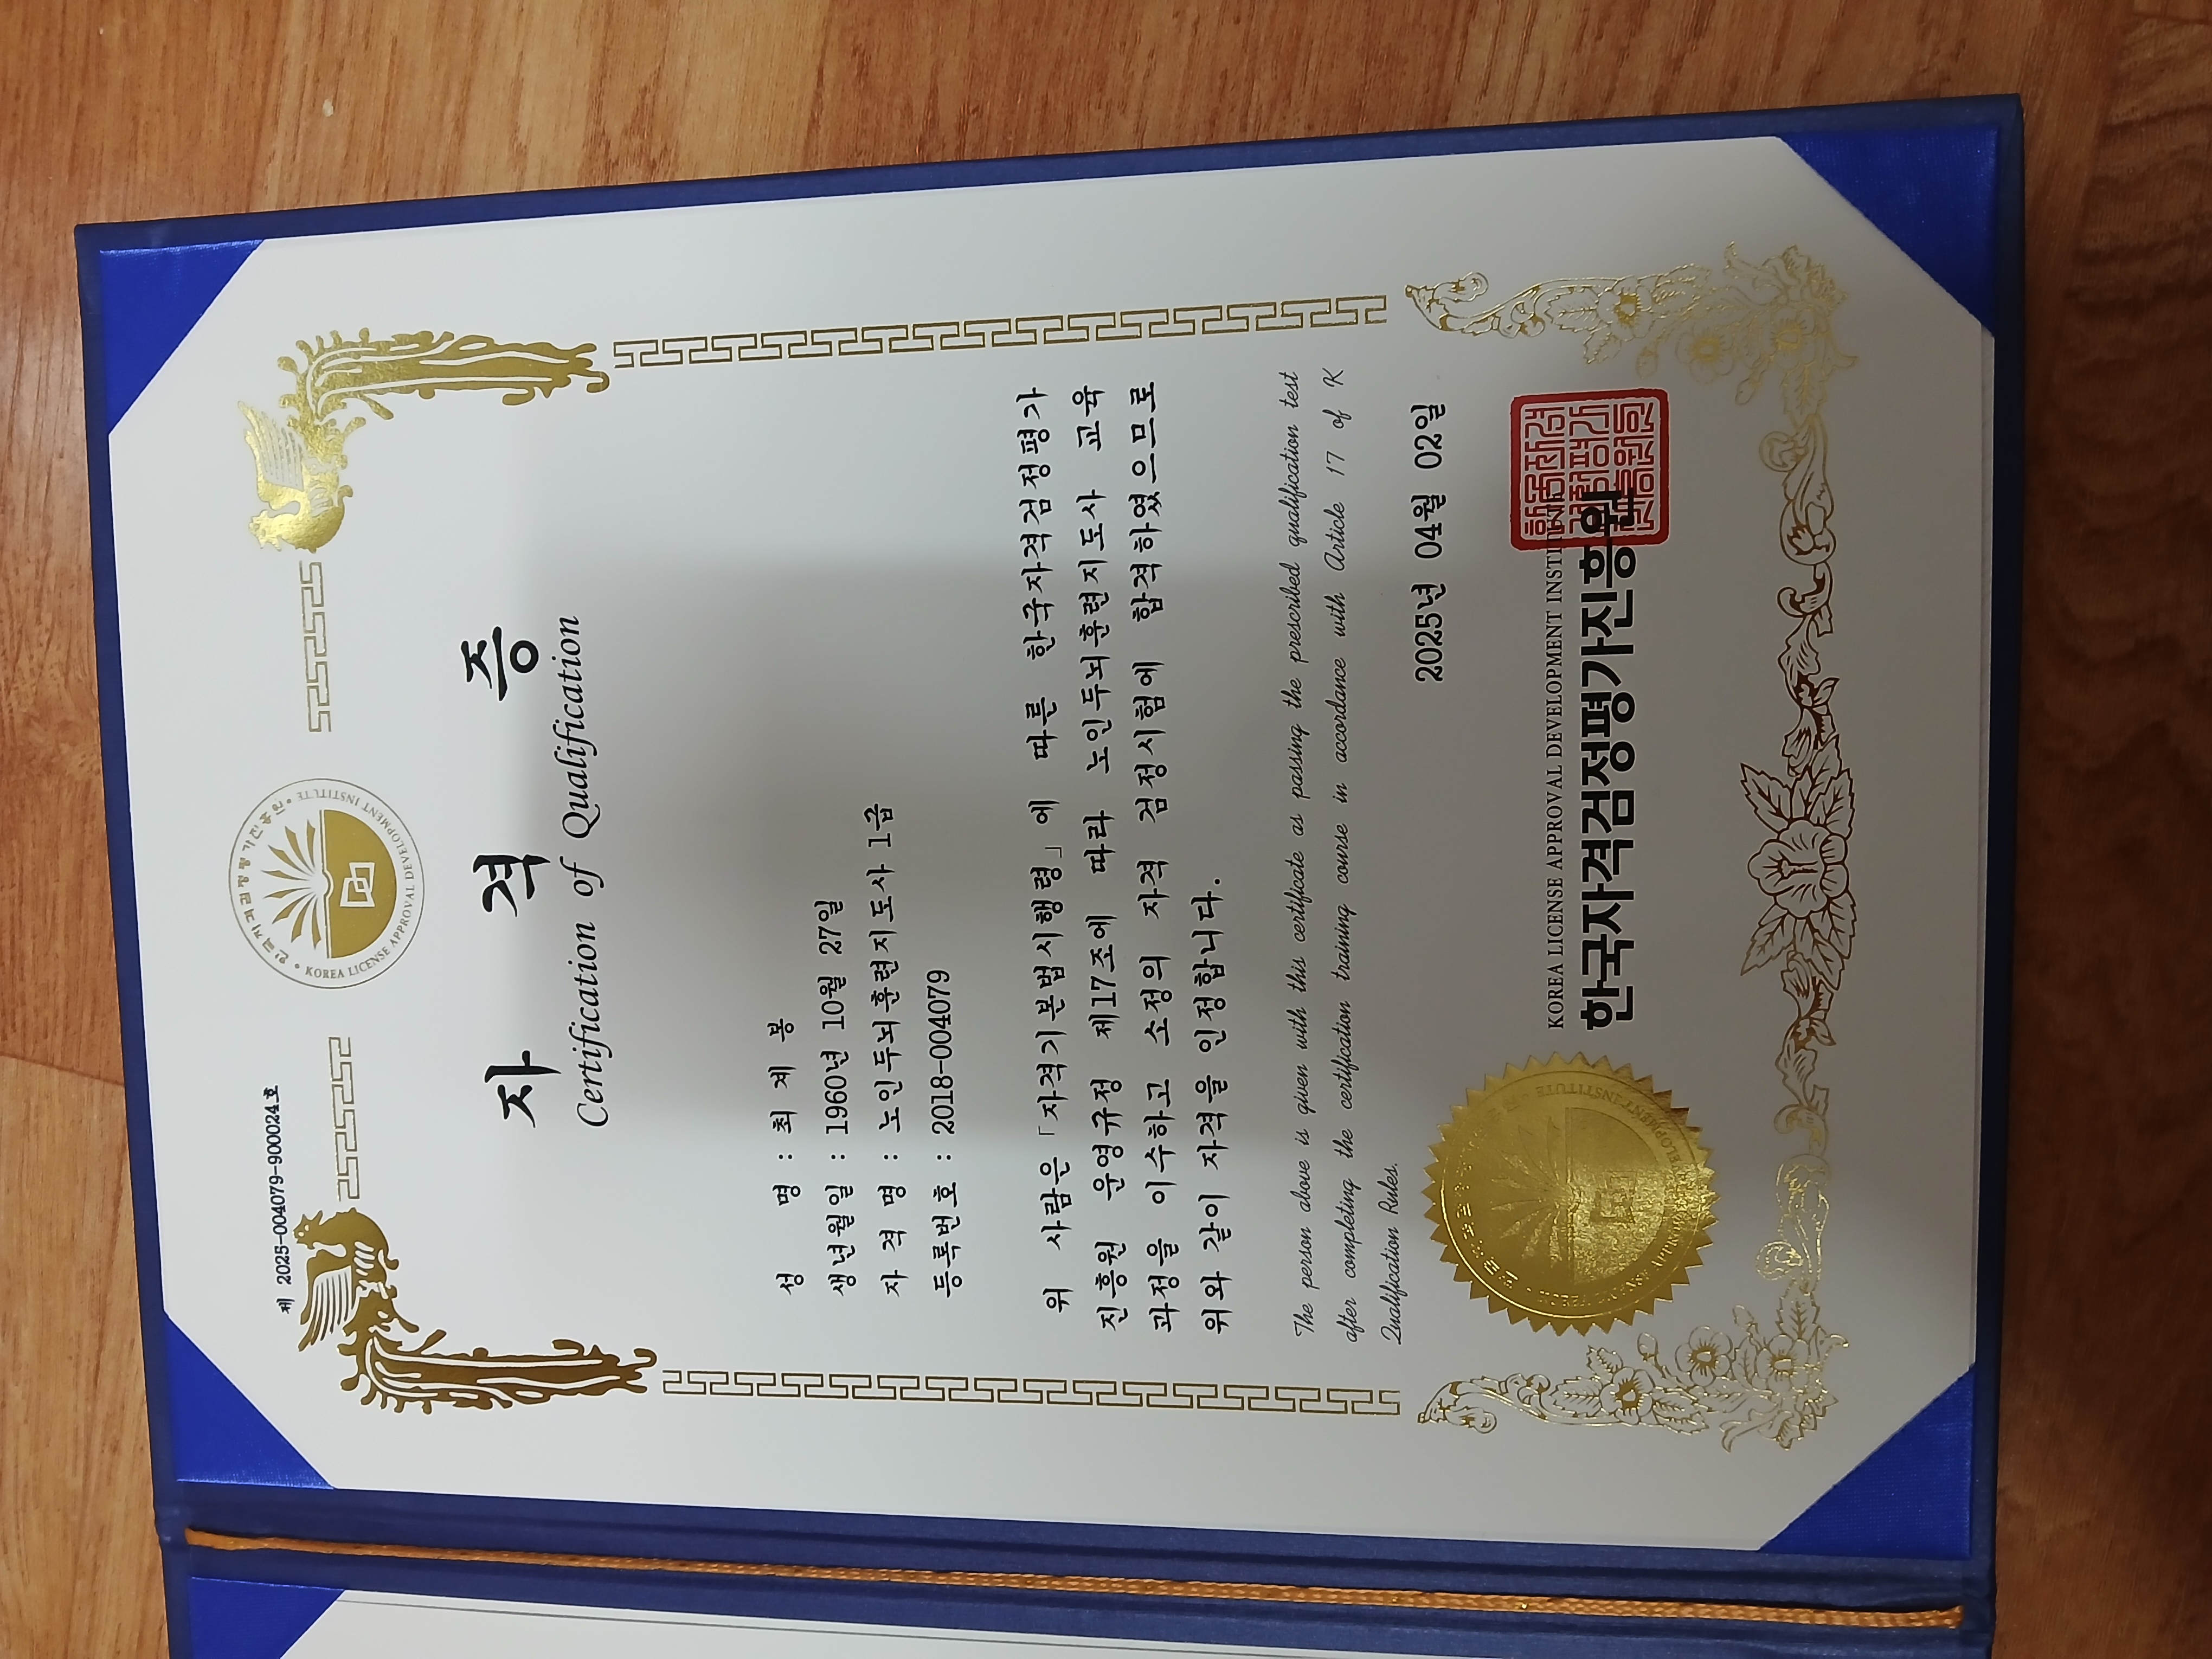 제 2025-004079-900024호
KOREA LICENSE APPROVAL DEVELOPMENT INSTITUTE
자 격 증
Certification of Qualification
성 명 : 최 제 봉
생년월일 : 1960년 10월 27일
자 격 명 : 노인두뇌훈련지도사 1급
등록번호 : 2018-004079
위 사람은 「자격기본법시행령」에 따른 한국자격검정평가
진흥원 운영규정 제17조에 따라 노인두뇌훈련지도사 교육
과정을 이수하고 소정의 자격 검정시험에 합격하였으므로
위와 같이 자격을 인정합니다.
The person above is given with this certificate as passing the prescribed qualification test
after completing the certification training course in accordance with Article 17 of K
Qualification Rules.
2025년 04월 02일
KOREA LICENSE APPROVAL DEVELOPMENT INSTITUTE
한국자격검정평가진흥원